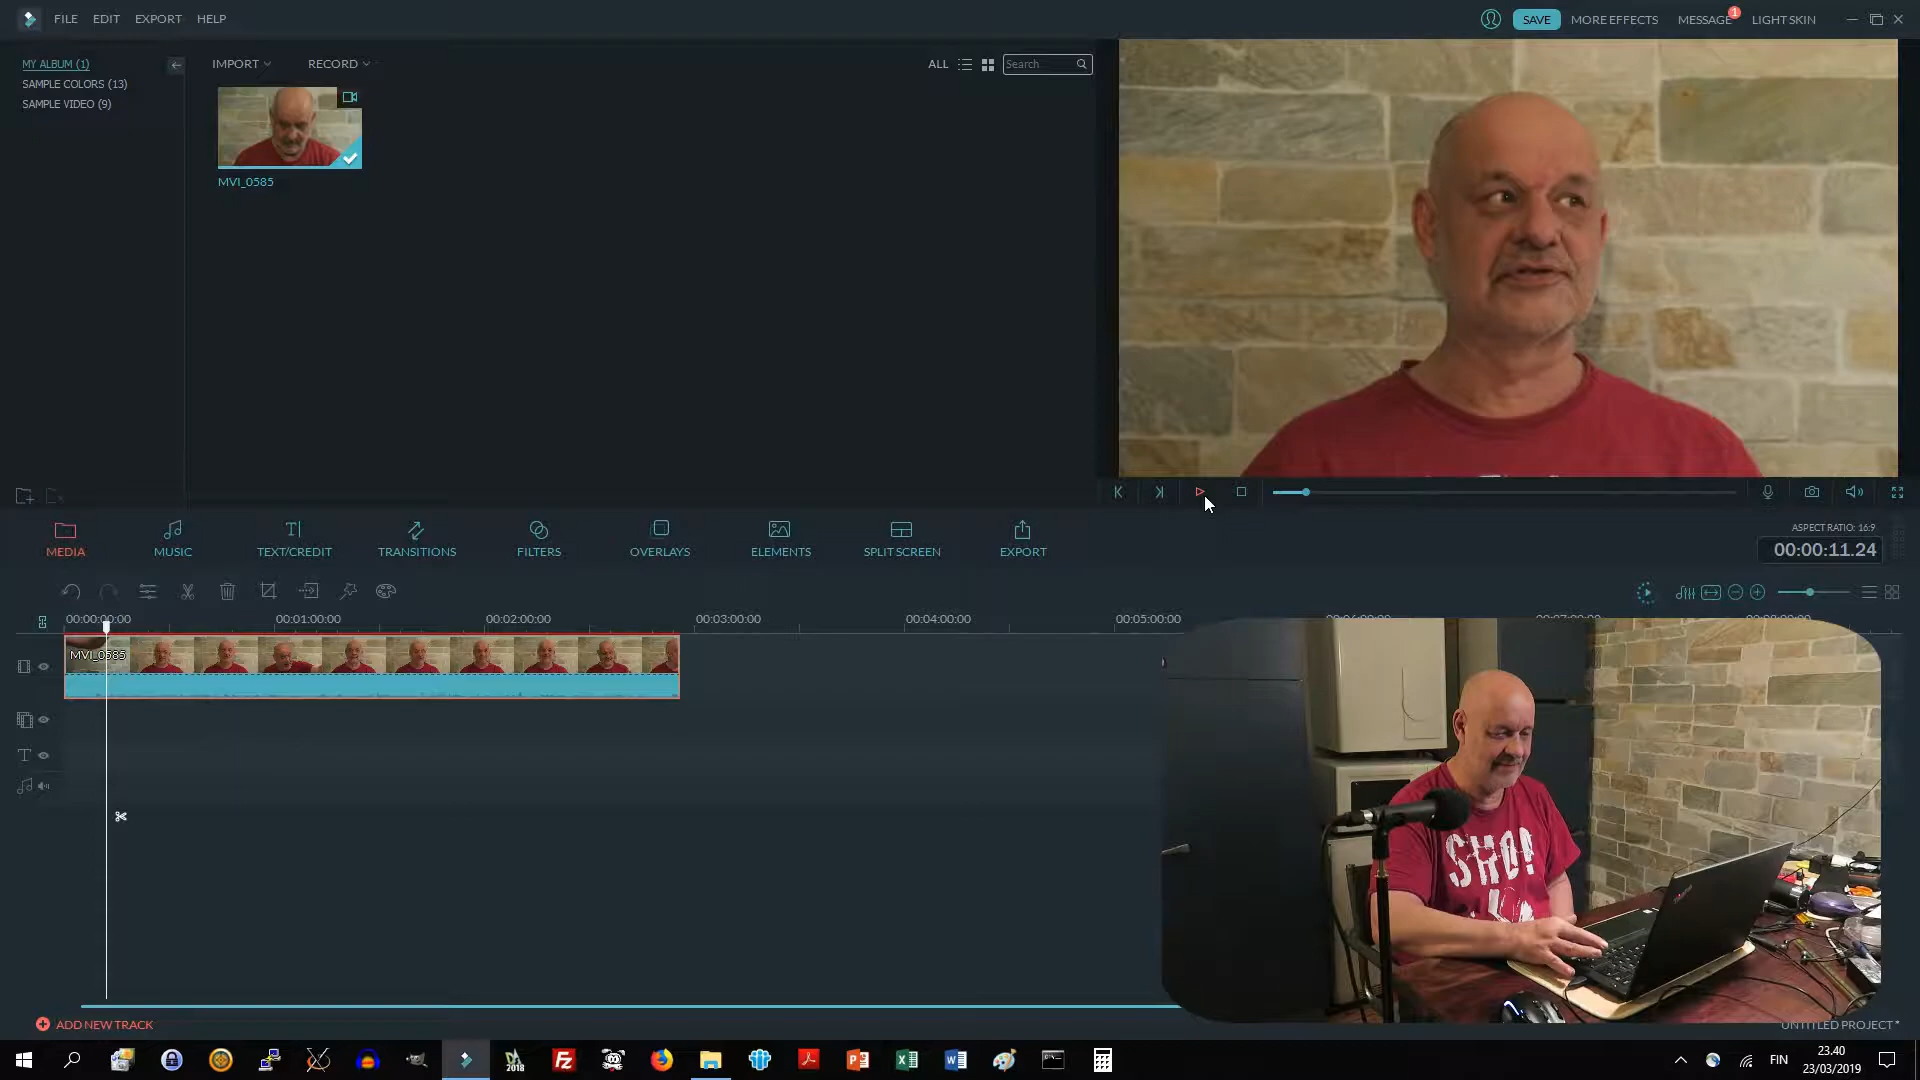 FILE EDIT EXPORT HELP
SAVE MORE EFFECTS MESSAGE 1 LIGHT SKIN
MY ALBUM (1)
SAMPLE COLORS (13)
SAMPLE VIDEO (9)
IMPORT RECORD ALL Search...
MVI_0585
MEDIA MUSIC TEXT/CREDIT TRANSITIONS FILTERS OVERLAYS ELEMENTS SPLIT SCREEN EXPORT
ASPECT RATIO: 16:9
00:00:11.24
00:00:00:00 00:01:00:00 00:02:00:00 00:03:00:00 00:04:00:00 00:05:00:00
MVI_0585
SHO!
ADD NEW TRACK
UNTITLED PROJECT*
2018
FIN
23.40
23/03/2019